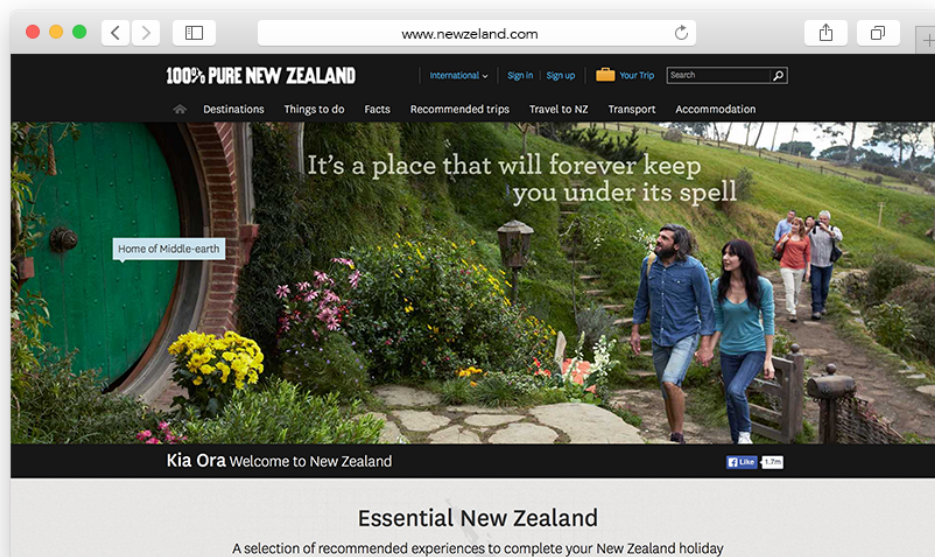 www.newzeland.com
100% PURE NEW ZEALAND
International
Sign in | Sign up
Your Trip
Search
Destinations
Things to do
Facts
Recommended trips
Travel to NZ
Transport
Accommodation
It's a place that will forever keep
you under its spell
Home of Middle-earth
Kia Ora Welcome to New Zealand
Like
1.7m
Essential New Zealand
A selection of recommended experiences to complete your New Zealand holiday